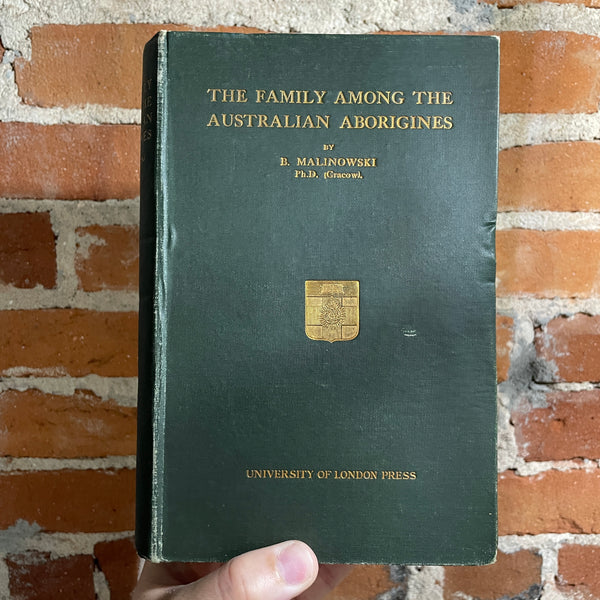 THE FAMILY AMONG THE
AUSTRALIAN ABORIGINES
BY
B. MALINOWSKI
Ph.D. (Cracow).
UNIVERSITY OF LONDON PRESS